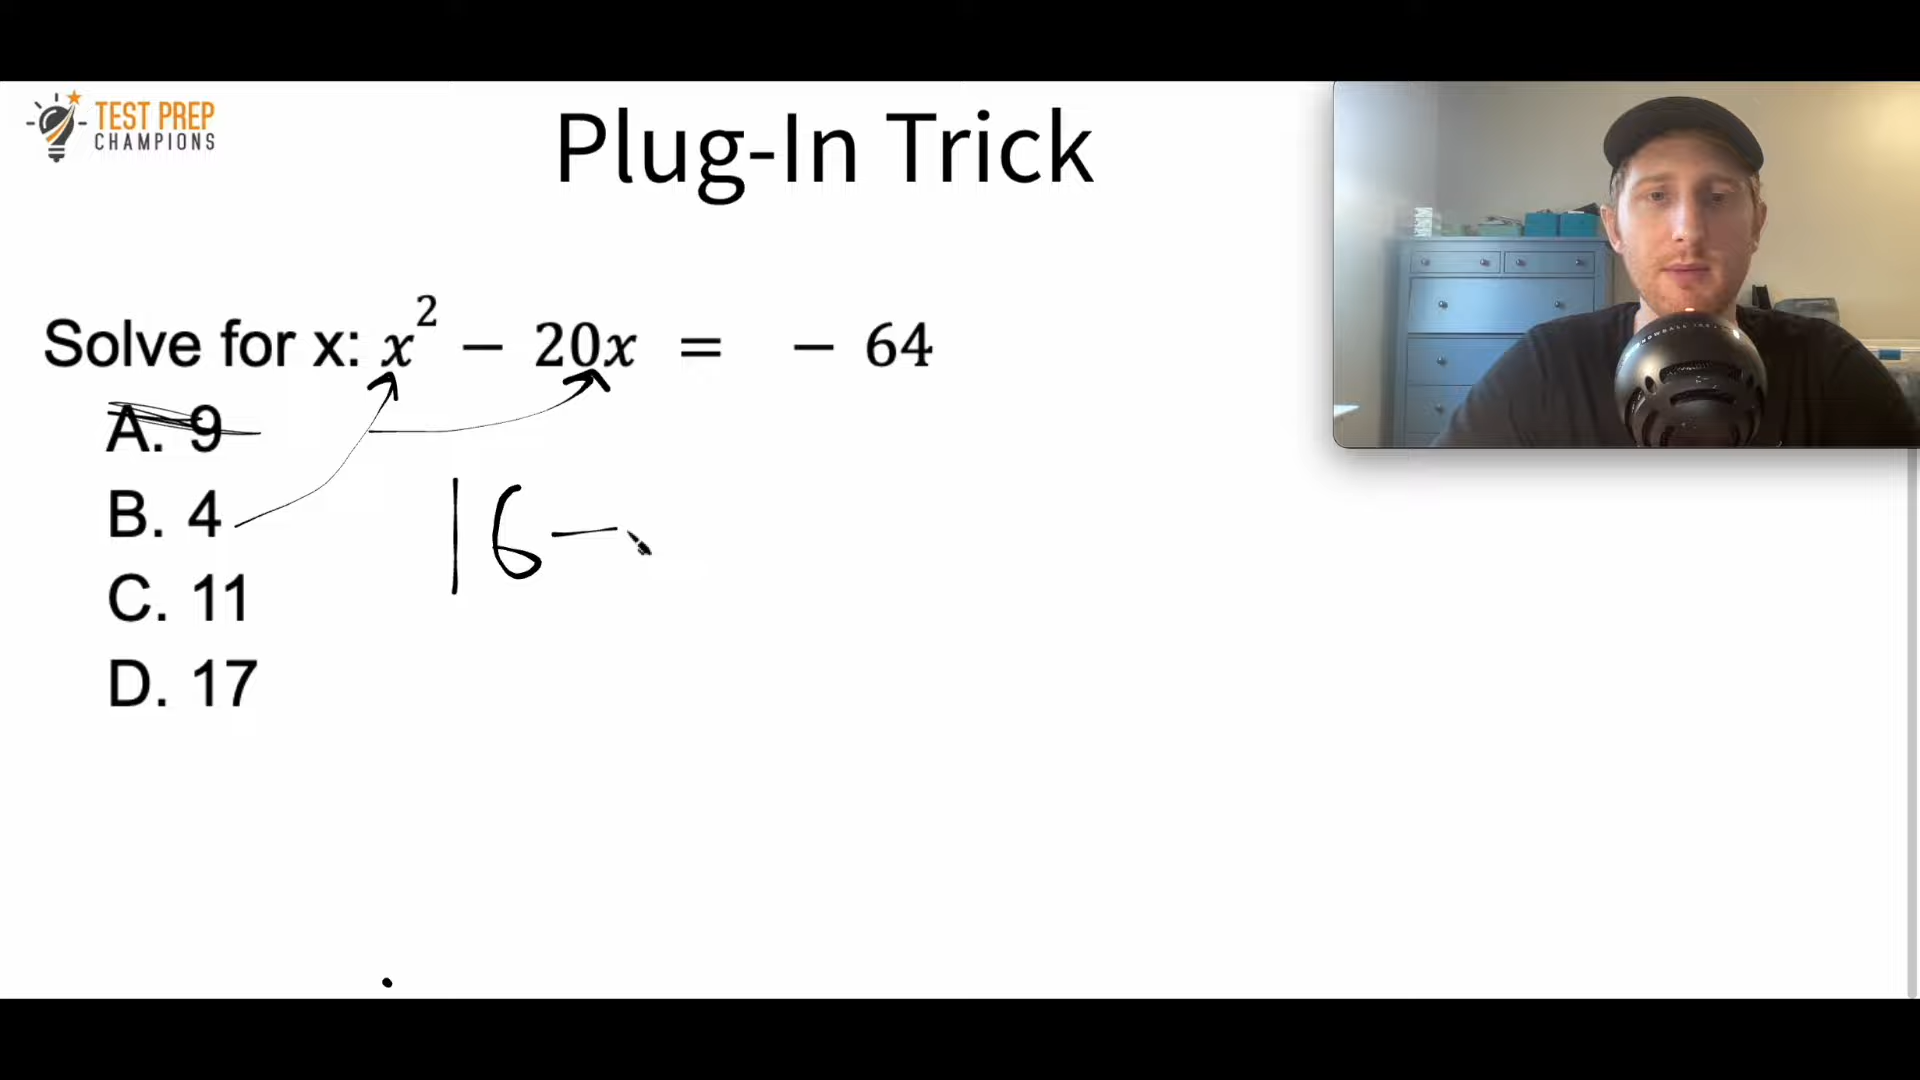 TEST PREP
CHAMPIONS
Plug-In Trick
Solve for x: x² − 20x = − 64
A. 9
B. 4
16 —
C. 11
D. 17